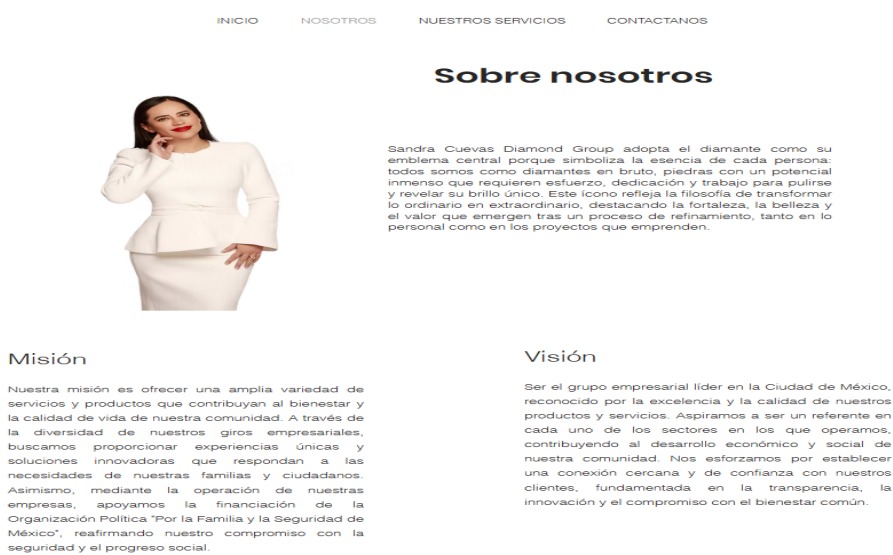 INICIO NOSOTROS NUESTROS SERVICIOS CONTACTANOS
Sobre nosotros
Sandra Cuevas Diamond Group adopta el diamante como su
emblema central porque simboliza la esencia de cada persona:
todos somos como diamantes en bruto, piedras con un potencial
inmenso que requieren esfuerzo, dedicación y trabajo para pulirse
y revelar su brillo único. Este ícono refleja la filosofía de transformar
lo ordinario en extraordinario, destacando la fortaleza, la belleza y
el valor que emergen tras un proceso de refinamiento, tanto en lo
personal como en los proyectos que emprenden.
Misión
Nuestra misión es ofrecer una amplia variedad de
servicios y productos que contribuyan al bienestar y
la calidad de vida de nuestra comunidad. A través de
la diversidad de nuestros giros empresariales,
buscamos proporcionar experiencias únicas y
soluciones innovadoras que respondan a las
necesidades de nuestras familias y ciudadanos.
Asimismo, mediante la operación de nuestras
empresas, apoyamos la financiación de la
Organización Política "Por la Familia y la Seguridad de
México", reafirmando nuestro compromiso con la
seguridad y el progreso social.
Visión
Ser el grupo empresarial líder en la Ciudad de México,
reconocido por la excelencia y la calidad de nuestros
productos y servicios. Aspiramos a ser un referente en
cada uno de los sectores en los que operamos,
contribuyendo al desarrollo económico y social de
nuestra comunidad. Nos esforzamos por establecer
una conexión cercana y de confianza con nuestros
clientes, fundamentada en la transparencia, la
innovación y el compromiso con el bienestar común.